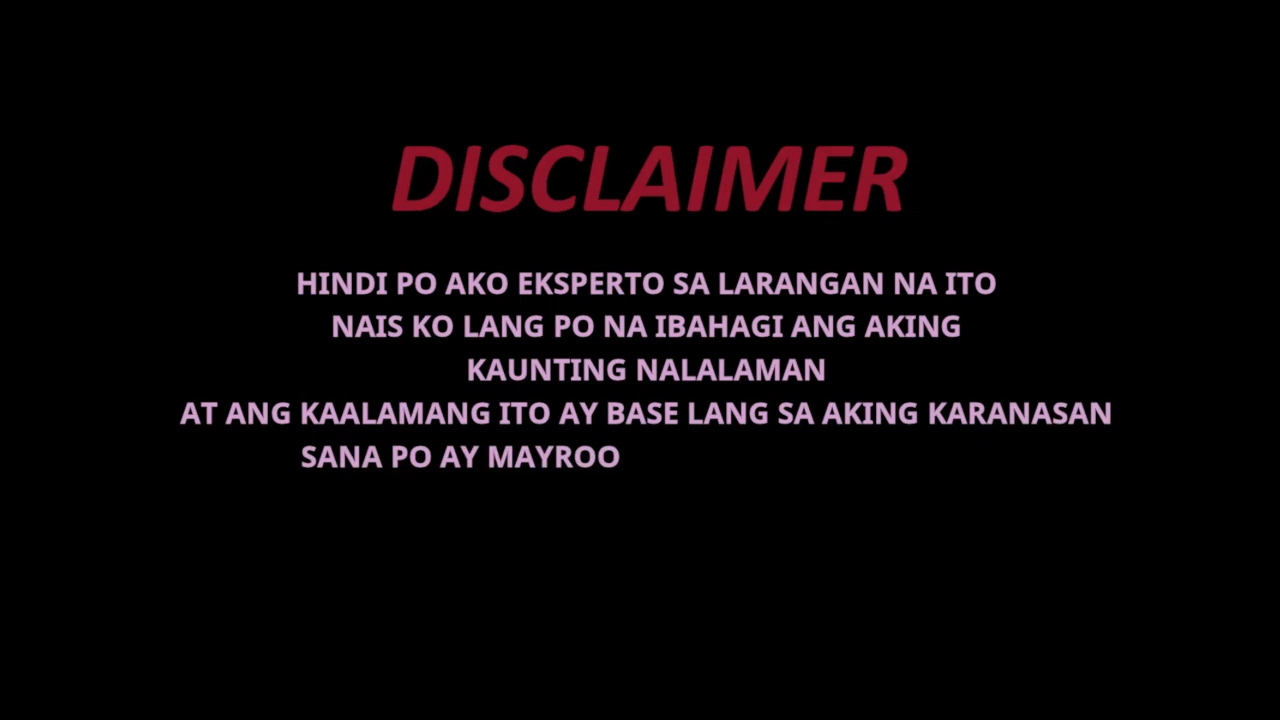 DISCLAIMER
HINDI PO AKO EKSPERTO SA LARANGAN NA ITO
NAIS KO LANG PO NA IBAHAGI ANG AKING
KAUNTING NALALAMAN
AT ANG KAALAMANG ITO AY BASE LANG SA AKING KARANASAN
SANA PO AY MAYROO